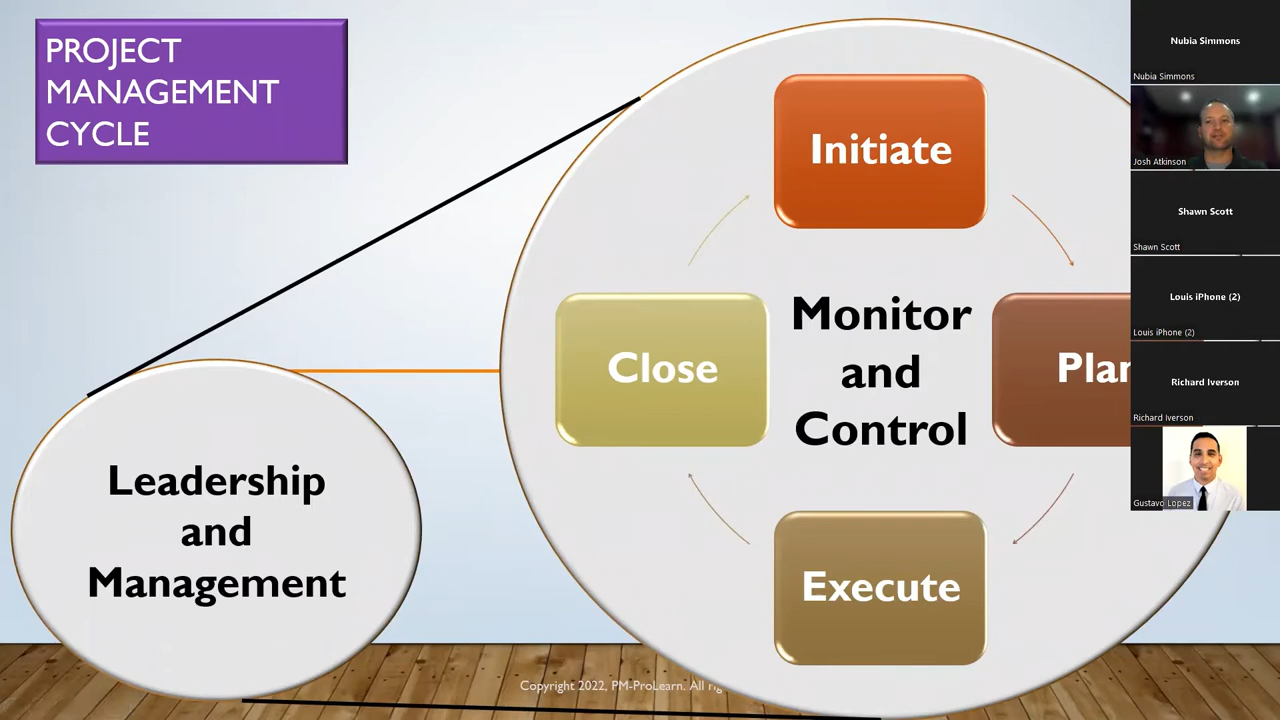 PROJECT
MANAGEMENT
CYCLE
Initiate
Monitor
and
Control
Close
Execute
Leadership
and
Management
Copyright 2022, PM-ProLearn. All
Nubia Simmons
Nubia Simmons
Josh Atkinson
Shawn Scott
Shawn Scott
Louis iPhone (2)
Louis iPhone (2)
Richard Iverson
Richard Iverson
Gustavo Lopez